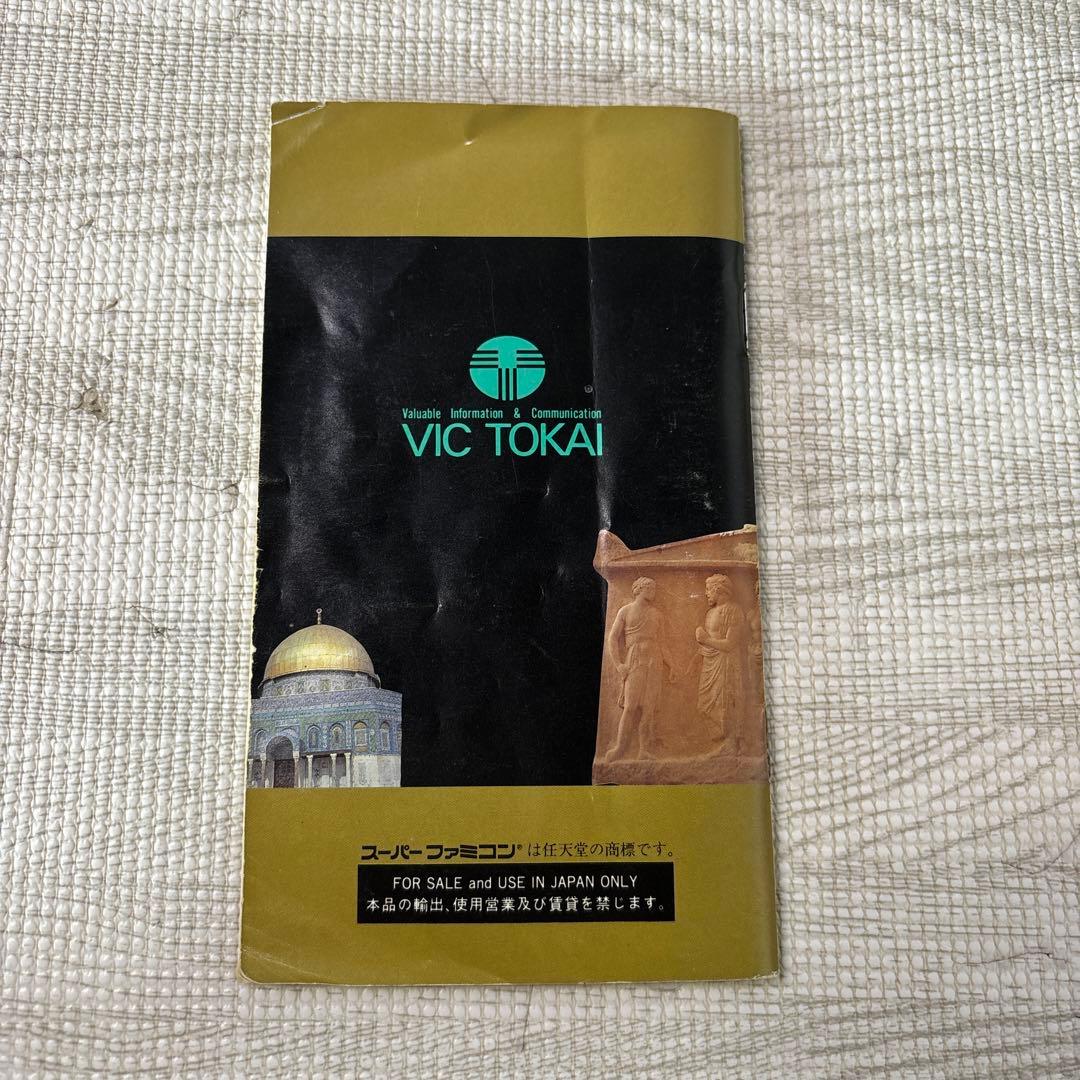 Valuable Information & Communication
VIC TOKAI
スーパーファミコン®は任天堂の商標です。
FOR SALE and USE IN JAPAN ONLY
本品の輸出、使用営業及び賃貸を禁じます。